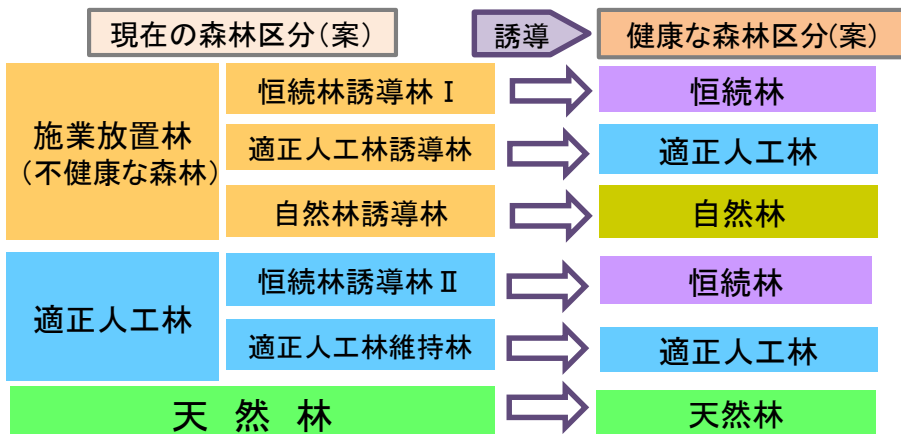 現在の森林区分(案)
誘導
健康な森林区分(案)
施業放置林
(不健康な森林)
恒続林誘導林Ⅰ
恒続林
適正人工林誘導林
適正人工林
自然林誘導林
自然林
適正人工林
恒続林誘導林Ⅱ
恒続林
適正人工林維持林
適正人工林
天然林
天然林